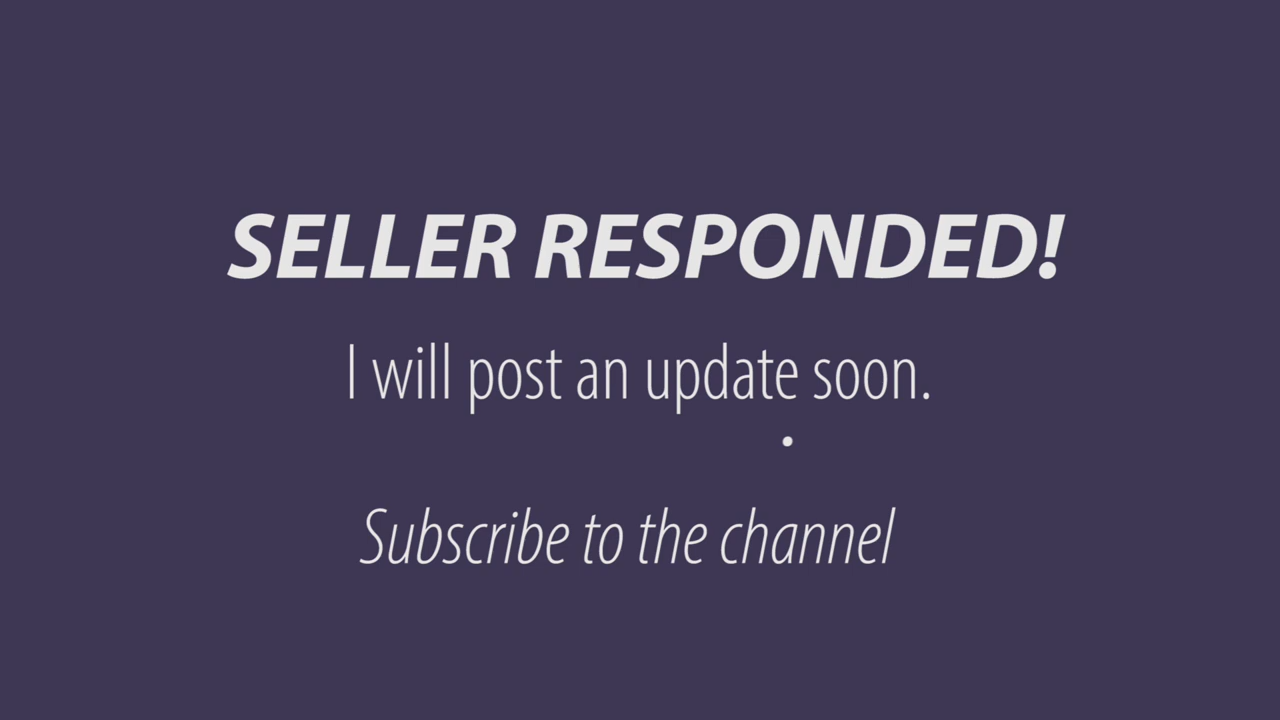 SELLER RESPONDED!
I will post an update soon.
Subscribe to the channel